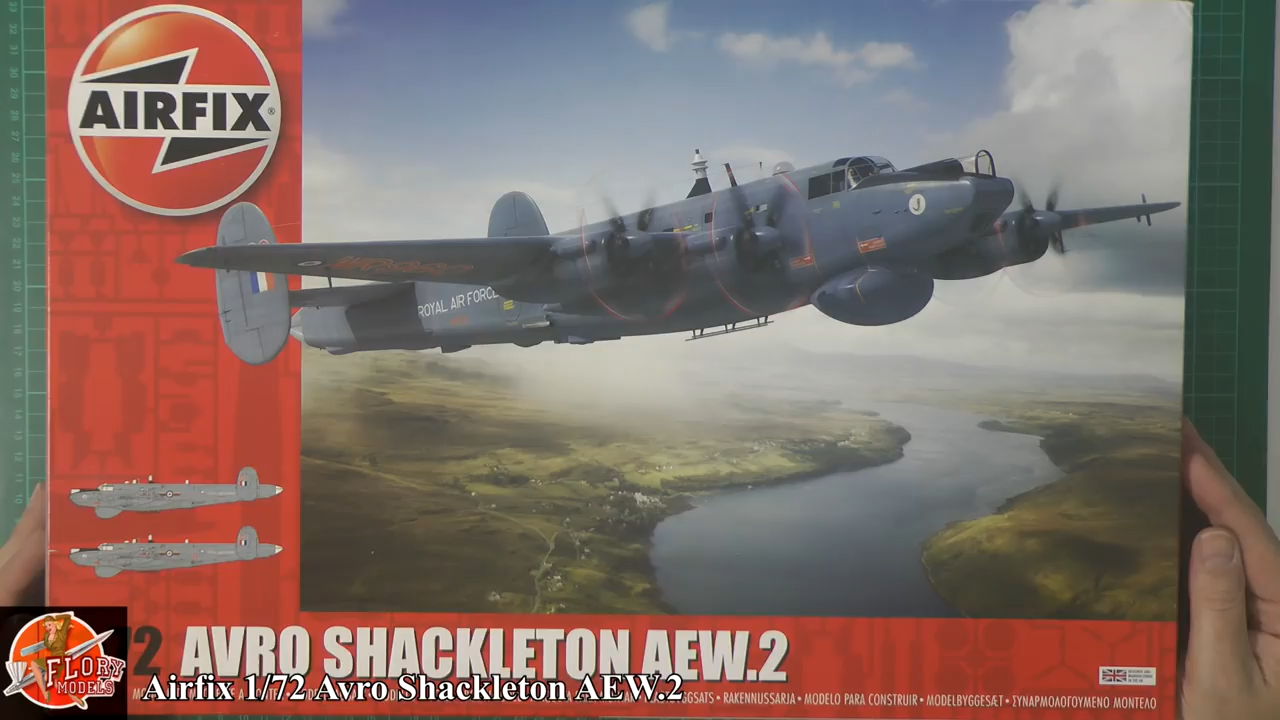 AIRFIX®
J
ROYAL AIR FORCE
2 AVRO SHACKLETON AEW.2
FLORY
MODELS
Airfix 1/72 Avro Shackleton AEW.2
RAKENNUSSARJA • MODELO PARA CONSTRUIR • MODELBYGGESÆT • ΣΥΝΑΡΜΟΛΟΓΟΥΜΕΝΟ ΜΟΝΤΕΛΟ